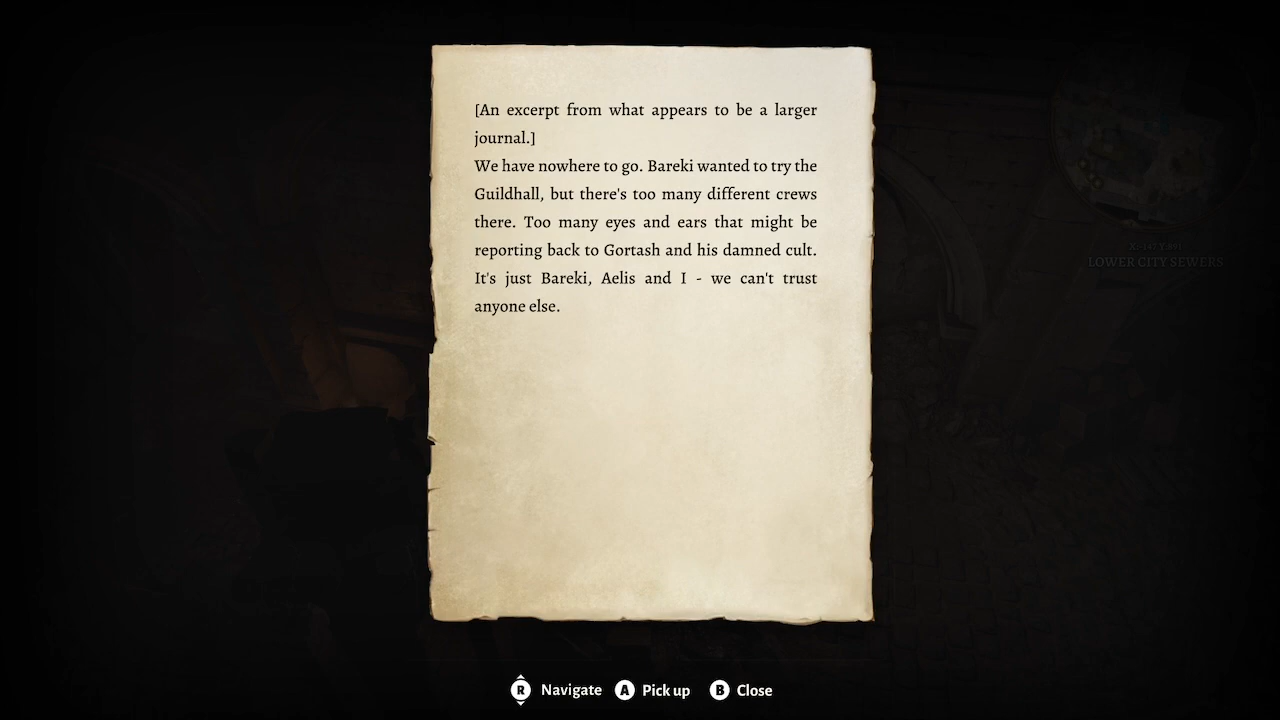 [An excerpt from what appears to be a larger
journal.]
We have nowhere to go. Bareki wanted to try the
Guildhall, but there's too many different crews
there. Too many eyes and ears that might be
reporting back to Gortash and his damned cult.
It's just Bareki, Aelis and I - we can't trust
anyone else.
LOWER CITY SEWERS
R Navigate A Pick up B Close